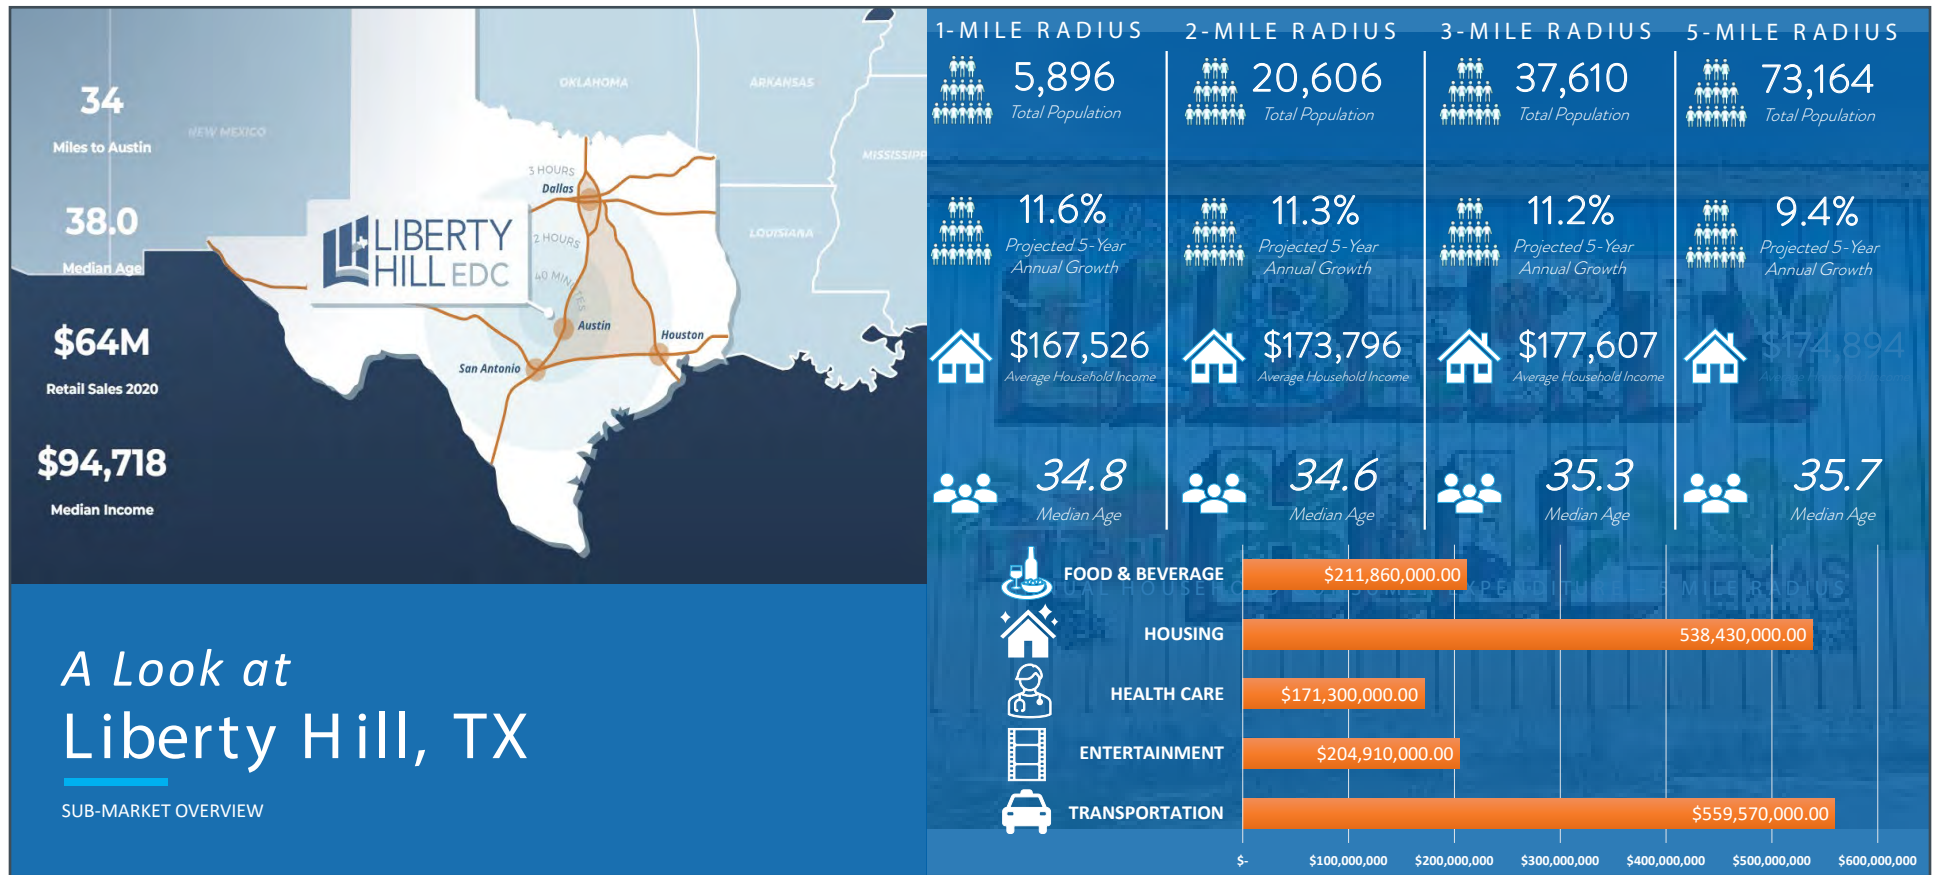 34
Miles to Austin
38.0
Median Age
$64M
Retail Sales 2020
$94,718
Median Income
NEW MEXICO
OKLAHOMA
ARKANSAS
MISSISSIPP
LOUISIANA
3 HOURS
Dallas
2 HOURS
40 MINUTES
LIBERTY
HILL EDC
Austin
Houston
San Antonio
A Look at
Liberty Hill, TX
SUB-MARKET OVERVIEW
1-MILE RADIUS
5,896
Total Population
11.6%
Projected 5-Year
Annual Growth
$167,526
Average Household Income
34.8
Median Age
2-MILE RADIUS
20,606
Total Population
11.3%
Projected 5-Year
Annual Growth
$173,796
Average Household Income
34.6
Median Age
3-MILE RADIUS
37,610
Total Population
11.2%
Projected 5-Year
Annual Growth
$177,607
Average Household Income
35.3
Median Age
5-MILE RADIUS
73,164
Total Population
9.4%
Projected 5-Year
Annual Growth
$174,894
35.7
Median Age
EXPENDITURE 5 MILE RADIUS
FOOD & BEVERAGE $211,860,000.00
HOUSING 538,430,000.00
HEALTH CARE $171,300,000.00
ENTERTAINMENT $204,910,000.00
TRANSPORTATION $559,570,000.00
$- $100,000,000 $200,000,000 $300,000,000 $400,000,000 $500,000,000 $600,000,000